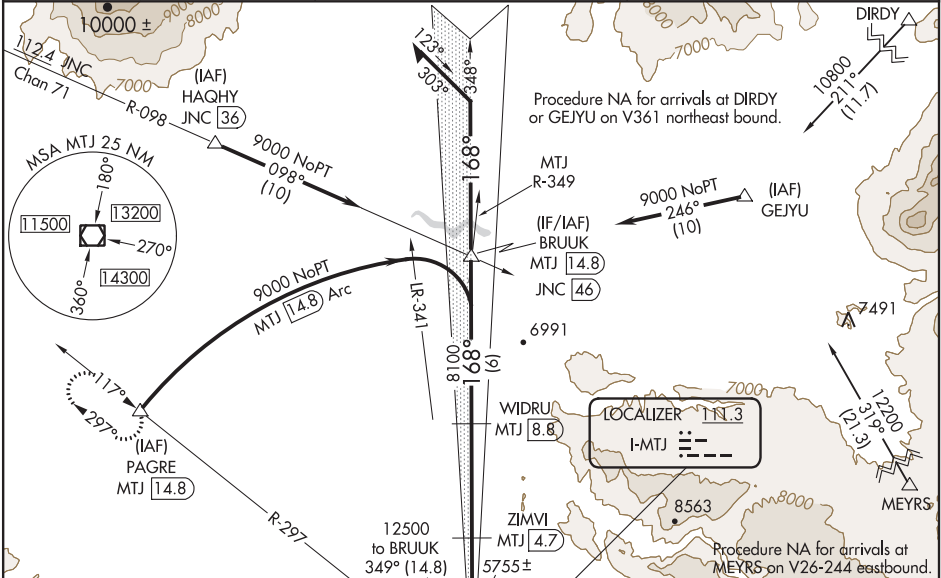 10000 ±
9000
8000
7000
112.4 JNC
Chan 71
R-098
(IAF)
HAQHY
JNC 36
9000 NoPT
098°
(10)
123°
303°
348°
168°
7000
8000
9000
7000
DIRDY
10800
211°
(11.7)
Procedure NA for arrivals at DIRDY
or GEJYU on V361 northeast bound.
MTJ
R-349
9000 NoPT
246°
(10)
(IAF)
GEJYU
(IF/IAF)
BRUUK
MTJ 14.8
JNC 46
MSA MTJ 25 NM
180°
11500
13200
270°
14300
360°
9000 NoPT
MTJ 14.8 Arc
LR-341
8100
168°
(6)
6991
7491
117°
297°
(IAF)
PAGRE
MTJ 14.8
R-297
WIDRU
MTJ 8.8
7000
LOCALIZER 111.3
I-MTJ
12200
319°
(21.3)
MEYRS
8000
8563
12500
to BRUUK
349° (14.8)
ZIMVI
MTJ 4.7
5755±
Procedure NA for arrivals at
MEYRS on V26-244 eastbound.